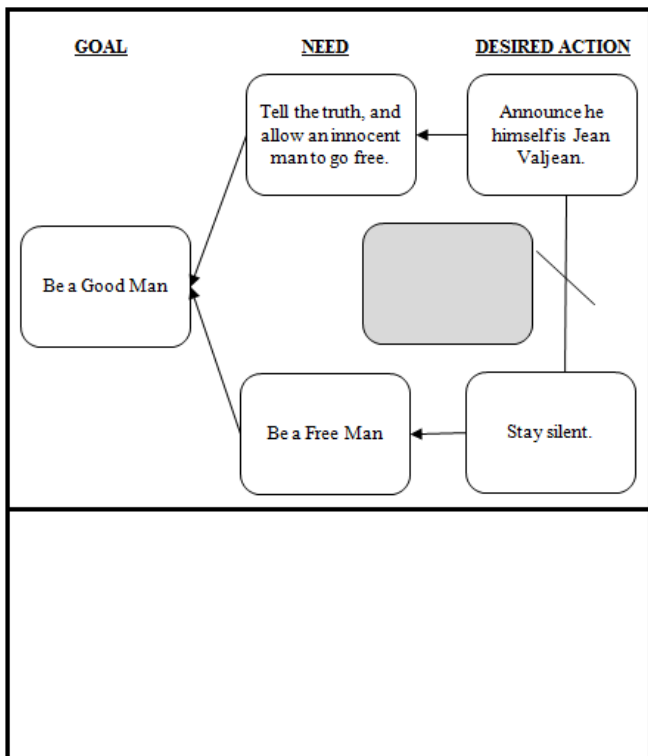 GOAL
NEED
DESIRED ACTION
Tell the truth, and
allow an innocent
man to go free.
Announce he
himself is Jean
Valjean.
Be a Good Man
Be a Free Man
Stay silent.